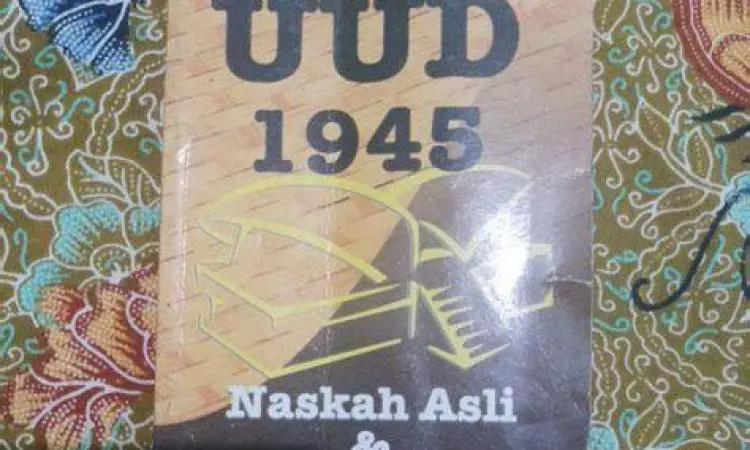 UUD
1945
Naskah Asli
&